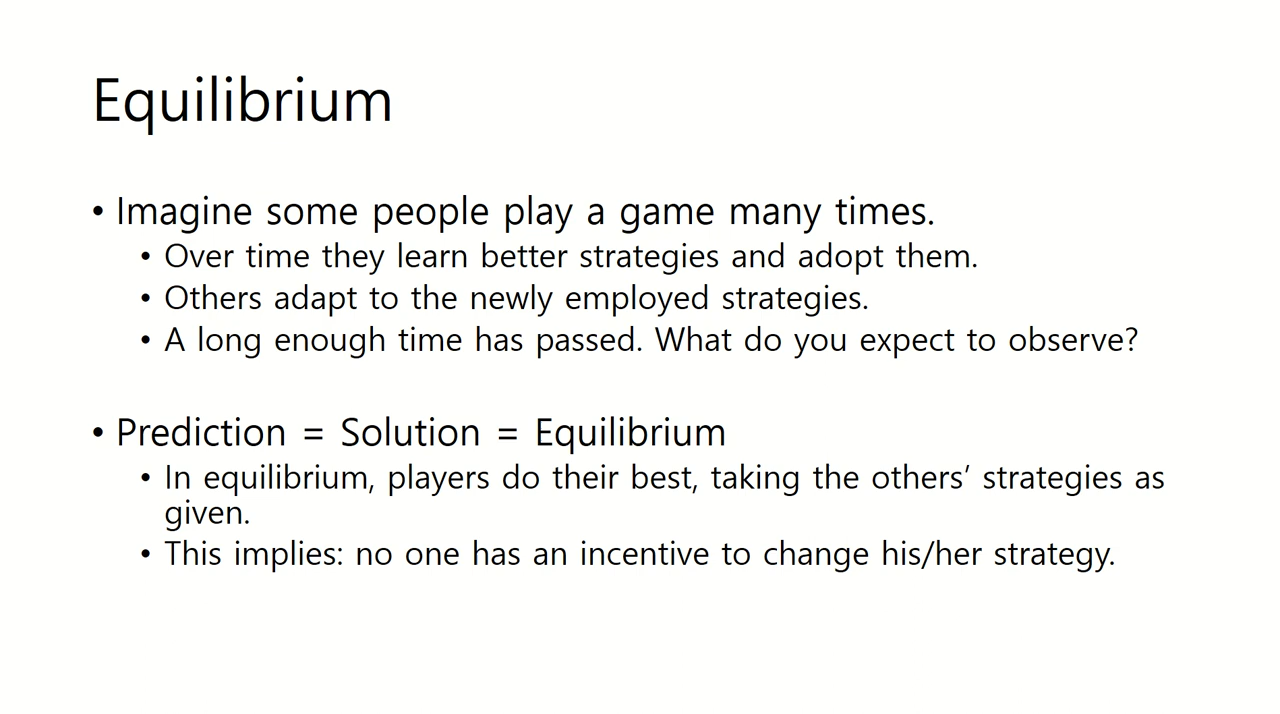 Equilibrium
• Imagine some people play a game many times.
• Over time they learn better strategies and adopt them.
• Others adapt to the newly employed strategies.
• A long enough time has passed. What do you expect to observe?
• Prediction = Solution = Equilibrium
• In equilibrium, players do their best, taking the others’ strategies as
given.
• This implies: no one has an incentive to change his/her strategy.